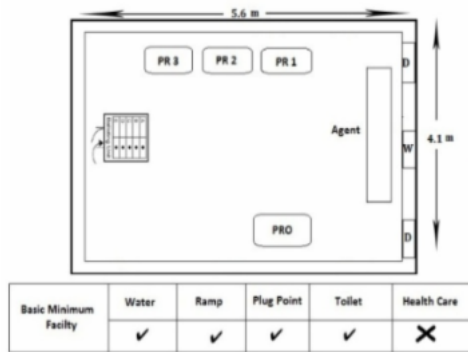 5.6 m
PR 3 PR 2 PR 1 D
Agent W 4.1 m
PRO D
Basic Minimum Facilty Water Ramp Plug Point Toilet Health Care
✓ ✓ ✓ ✓ ✗